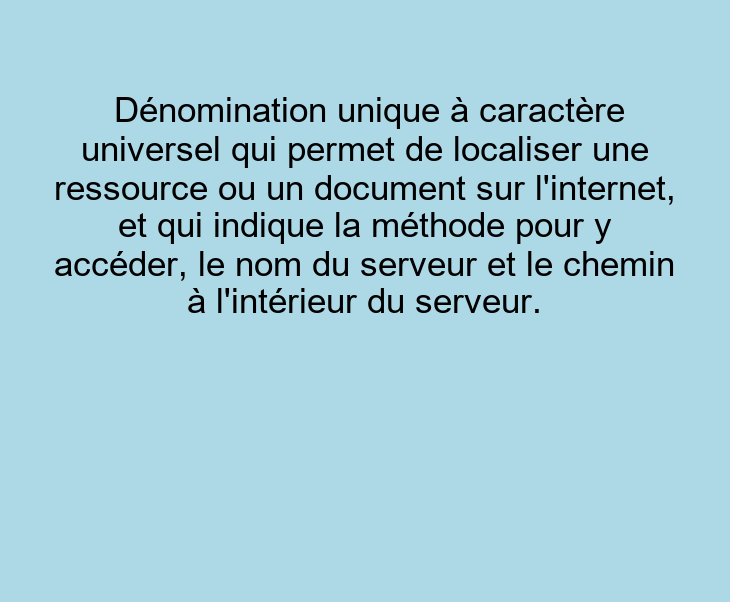 Dénomination unique à caractère
universel qui permet de localiser une
ressource ou un document sur l'internet,
et qui indique la méthode pour y
accéder, le nom du serveur et le chemin
à l'intérieur du serveur.